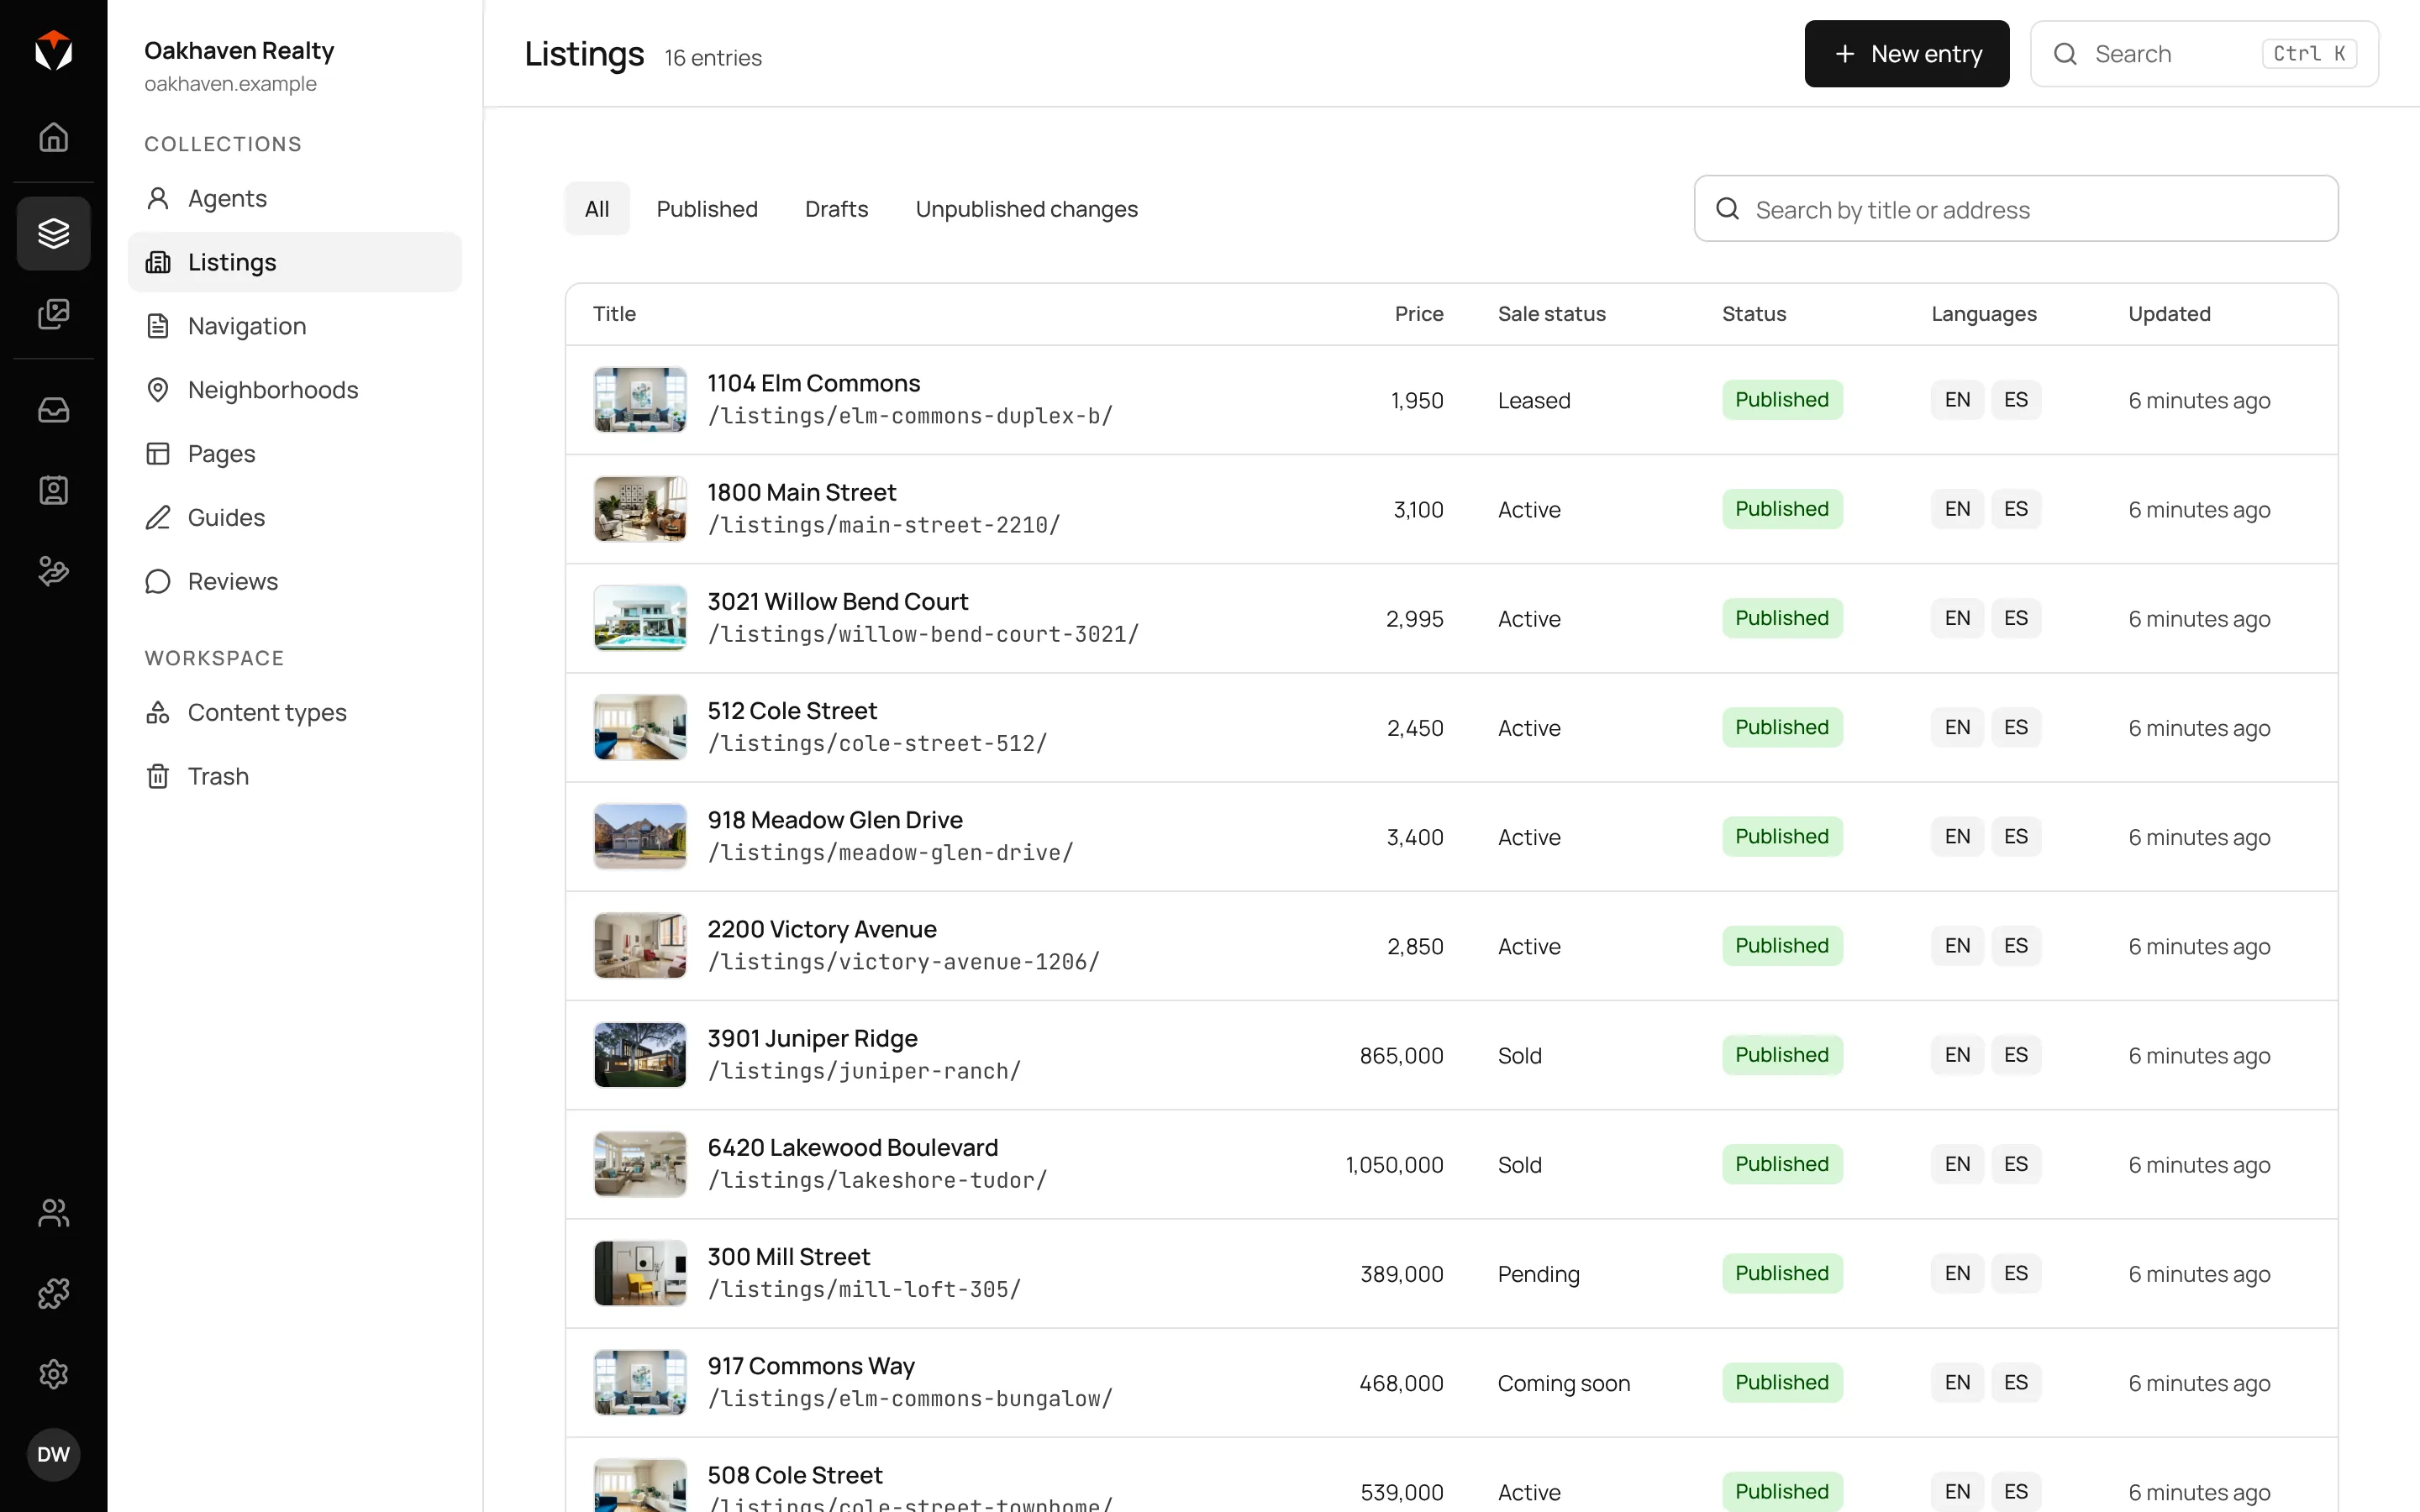 Oakhaven Realty
oakhaven.example
COLLECTIONS
Agents
Listings
Navigation
Neighborhoods
Pages
Guides
Reviews
WORKSPACE
Content types
Trash
DW
Listings 16 entries
New entry
Search Ctrl K
All Published Drafts Unpublished changes
Search by title or address
Title Price Sale status Status Languages Updated
1104 Elm Commons
/listings/elm-commons-duplex-b/
1,950 Leased Published EN ES 6 minutes ago
1800 Main Street
/listings/main-street-2210/
3,100 Active Published EN ES 6 minutes ago
3021 Willow Bend Court
/listings/willow-bend-court-3021/
2,995 Active Published EN ES 6 minutes ago
512 Cole Street
/listings/cole-street-512/
2,450 Active Published EN ES 6 minutes ago
918 Meadow Glen Drive
/listings/meadow-glen-drive/
3,400 Active Published EN ES 6 minutes ago
2200 Victory Avenue
/listings/victory-avenue-1206/
2,850 Active Published EN ES 6 minutes ago
3901 Juniper Ridge
/listings/juniper-ranch/
865,000 Sold Published EN ES 6 minutes ago
6420 Lakewood Boulevard
/listings/lakeshore-tudor/
1,050,000 Sold Published EN ES 6 minutes ago
300 Mill Street
/listings/mill-loft-305/
389,000 Pending Published EN ES 6 minutes ago
917 Commons Way
/listings/elm-commons-bungalow/
468,000 Coming soon Published EN ES 6 minutes ago
508 Cole Street
/listings/cole-street-townhome/
539,000 Active Published EN ES 6 minutes ago